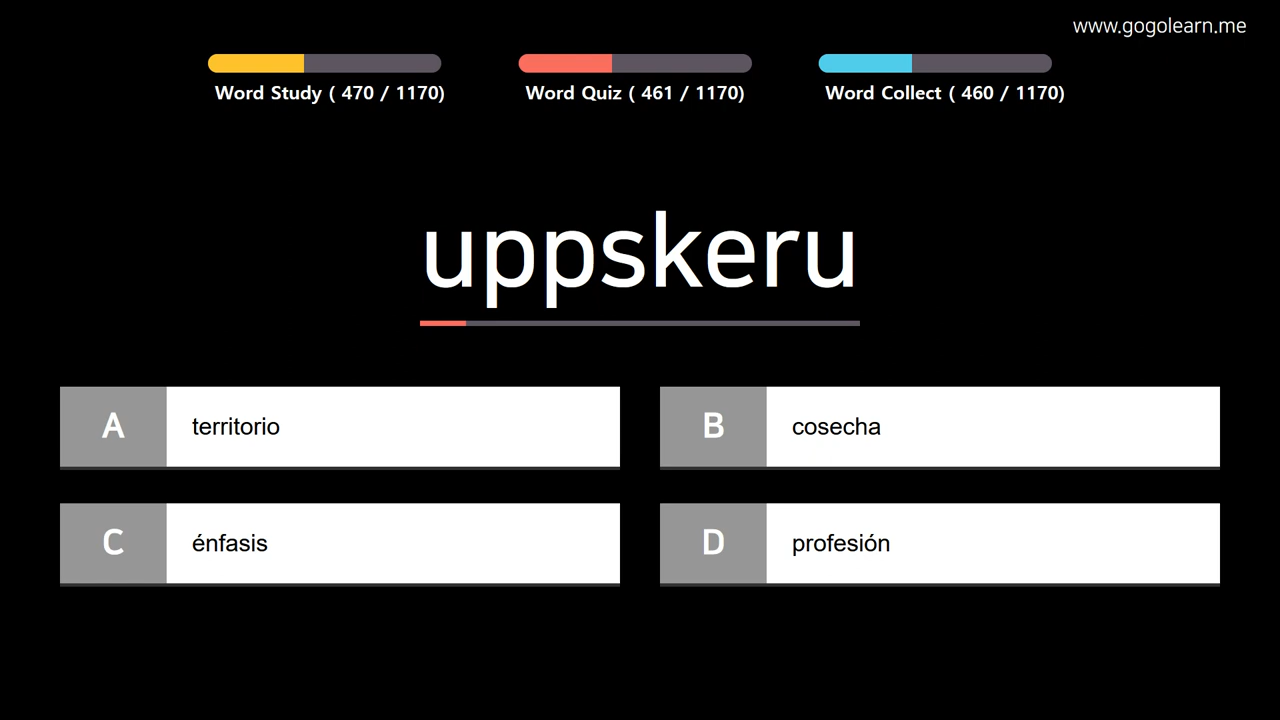 www.gogolearn.me
Word Study ( 470 / 1170)
Word Quiz ( 461 / 1170)
Word Collect ( 460 / 1170)
uppskeru
A territorio
B cosecha
C énfasis
D profesión